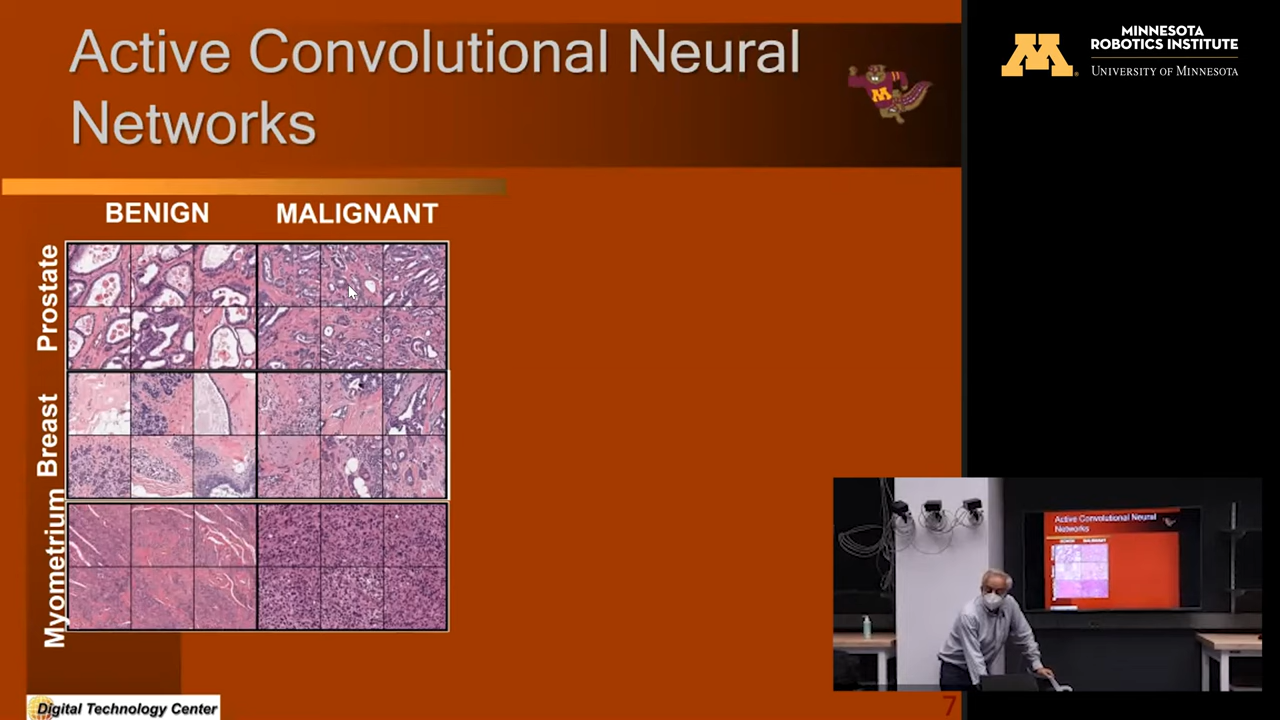 Active Convolutional Neural
Networks
M
BENIGN MALIGNANT
Prostate
Breast
Myometrium
Digital Technology Center
7
M
MINNESOTA
ROBOTICS INSTITUTE
UNIVERSITY OF MINNESOTA
Active Convolutional Neural
Networks